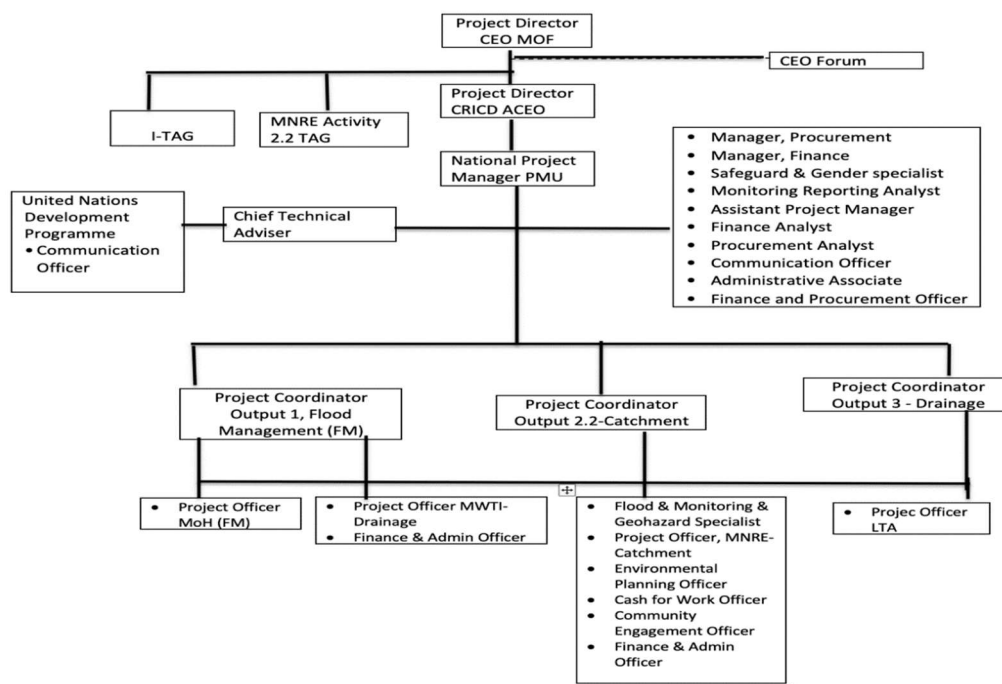 Project Director
CEO MOF
CEO Forum
Project Director
CRICD ACEO
I-TAG
MNRE Activity
2.2 TAG
National Project
Manager PMU
• Manager, Procurement
• Manager, Finance
• Safeguard & Gender specialist
• Monitoring Reporting Analyst
• Assistant Project Manager
• Finance Analyst
• Procurement Analyst
• Communication Officer
• Administrative Associate
• Finance and Procurement Officer
United Nations
Development
Programme
• Communication
Officer
Chief Technical
Adviser
Project Coordinator
Output 1, Flood
Management (FM)
Project Coordinator
Output 2.2-Catchment
Project Coordinator
Output 3 - Drainage
• Project Officer
MoH (FM)
• Project Officer MWTI-
Drainage
• Finance & Admin Officer
• Flood & Monitoring &
Geohazard Specialist
• Project Officer, MNRE-
Catchment
• Environmental
Planning Officer
• Cash for Work Officer
• Community
Engagement Officer
• Finance & Admin
Officer
• Projec Officer
LTA